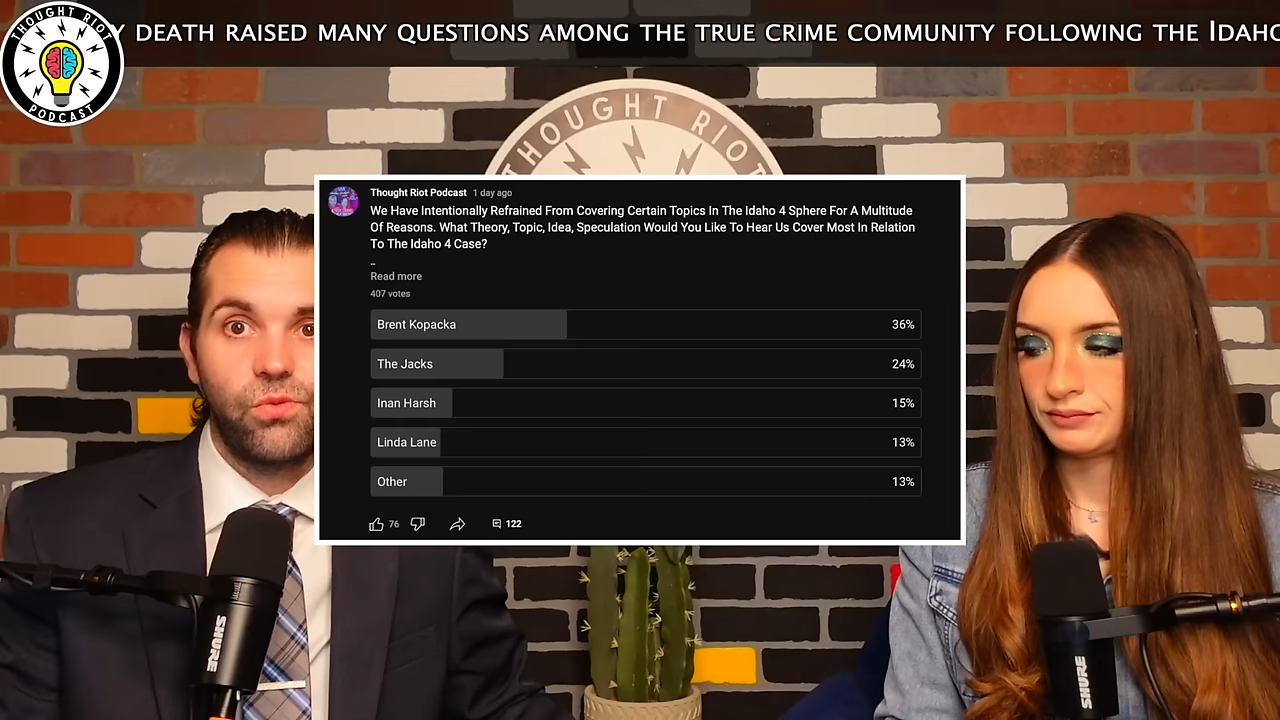 THOUGHT RIOT
PODCAST
DEATH RAISED MANY QUESTIONS AMONG THE TRUE CRIME COMMUNITY FOLLOWING THE IDAHO
THOUGHT RIOT
Thought Riot Podcast 1 day ago
We Have Intentionally Refrained From Covering Certain Topics In The Idaho 4 Sphere For A Multitude
Of Reasons. What Theory, Topic, Idea, Speculation Would You Like To Hear Us Cover Most In Relation
To The Idaho 4 Case?
–
Read more
407 votes
Brent Kopacka 36%
The Jacks 24%
Inan Harsh 15%
Linda Lane 13%
Other 13%
76 122
SHURE
SHURE